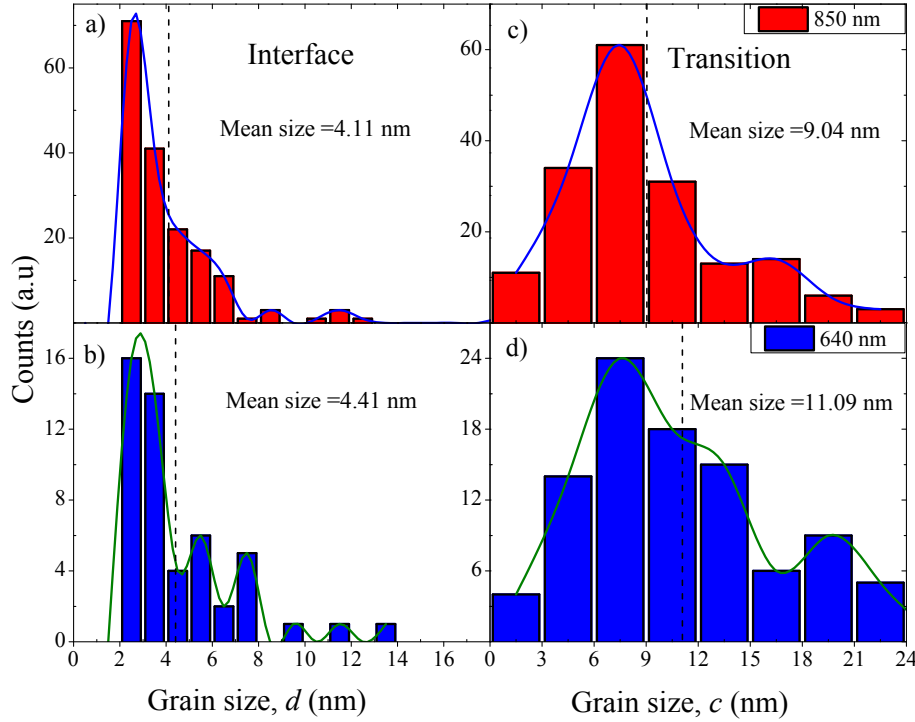 a)
Interface
Mean size =4.11 nm
60
40
20
c)
850 nm
Transition
Mean size =9.04 nm
60
40
20
Counts (a.u)
b)
Mean size =4.41 nm
16
12
8
4
0
d)
640 nm
Mean size =11.09 nm
24
18
12
6
0 2 4 6 8 10 12 14 16
0 3 6 9 12 15 18 21 24
Grain size, d (nm)
Grain size, c (nm)